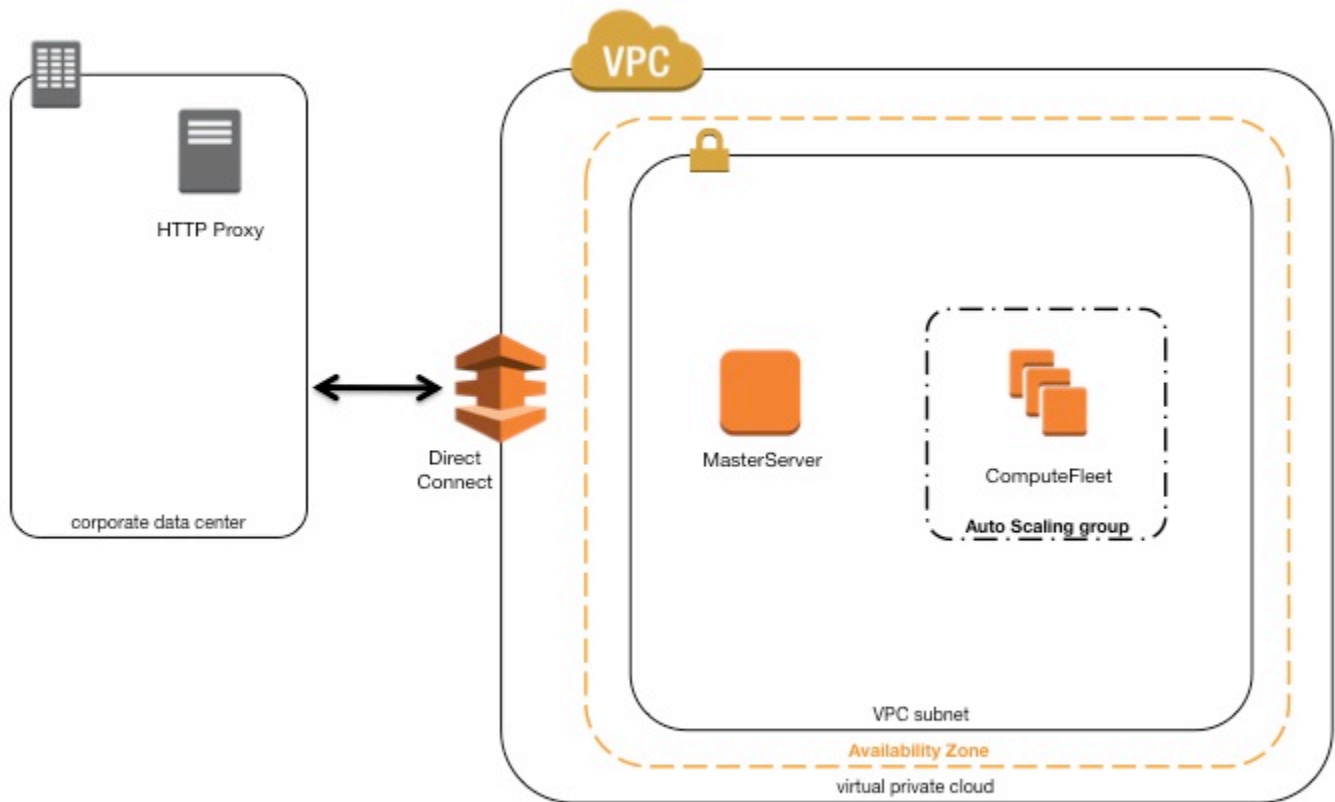 VPC
HTTP Proxy
MasterServer
ComputeFleet
Auto Scaling group
Direct
Connect
corporate data center
VPC subnet
Availability Zone
virtual private cloud